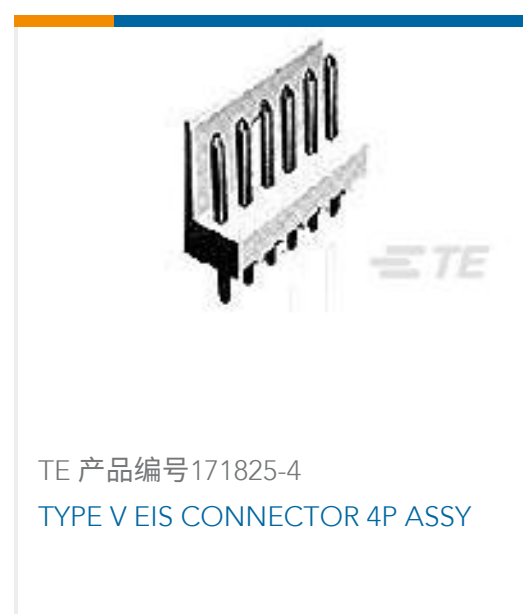 TE
TE 产品编号171825-4
TYPE V EIS CONNECTOR 4P ASSY